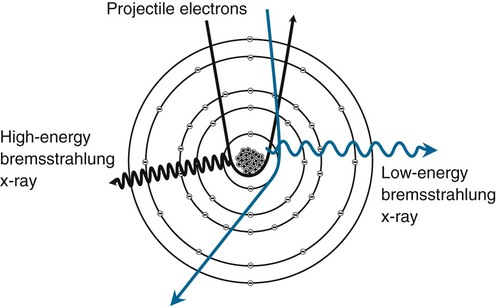 Projectile electrons
High-energy
bremsstrahlung
x-ray
Low-energy
bremsstrahlung
x-ray